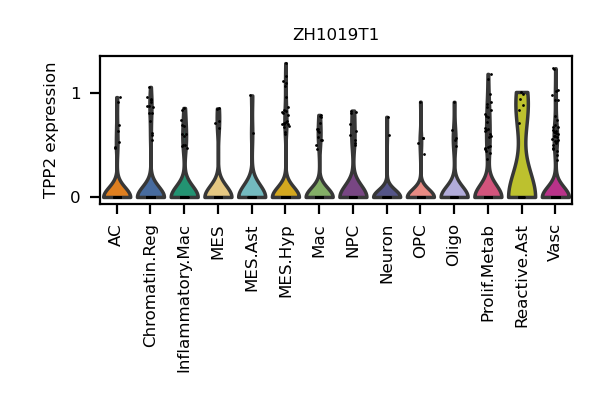 ZH1019T1
TPP2 expression
1
0
AC
Chromatin.Reg
Inflammatory.Mac
MES
MES.Ast
MES.Hyp
Mac
NPC
Neuron
OPC
Oligo
Prolif.Metab
Reactive.Ast
Vasc